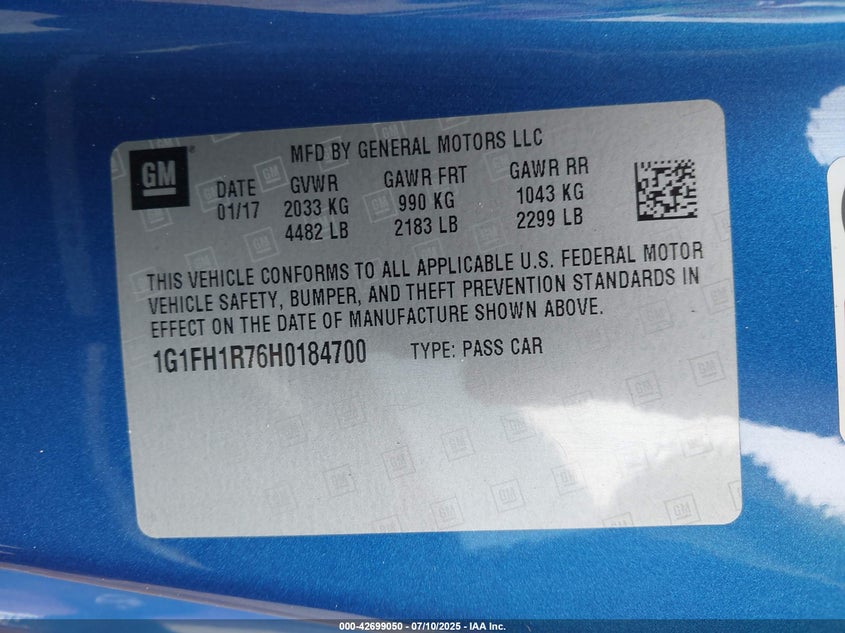 GM
MFD BY GENERAL MOTORS LLC
DATE GVWR GAWR FRT GAWR RR
01/17 2033 KG 990 KG 1043 KG
4482 LB 2183 LB 2299 LB
THIS VEHICLE CONFORMS TO ALL APPLICABLE U.S. FEDERAL MOTOR
VEHICLE SAFETY, BUMPER, AND THEFT PREVENTION STANDARDS IN
EFFECT ON THE DATE OF MANUFACTURE SHOWN ABOVE.
1G1FH1R76H0184700 TYPE: PASS CAR
000-42699050 - 07/10/2025 - IAA Inc.